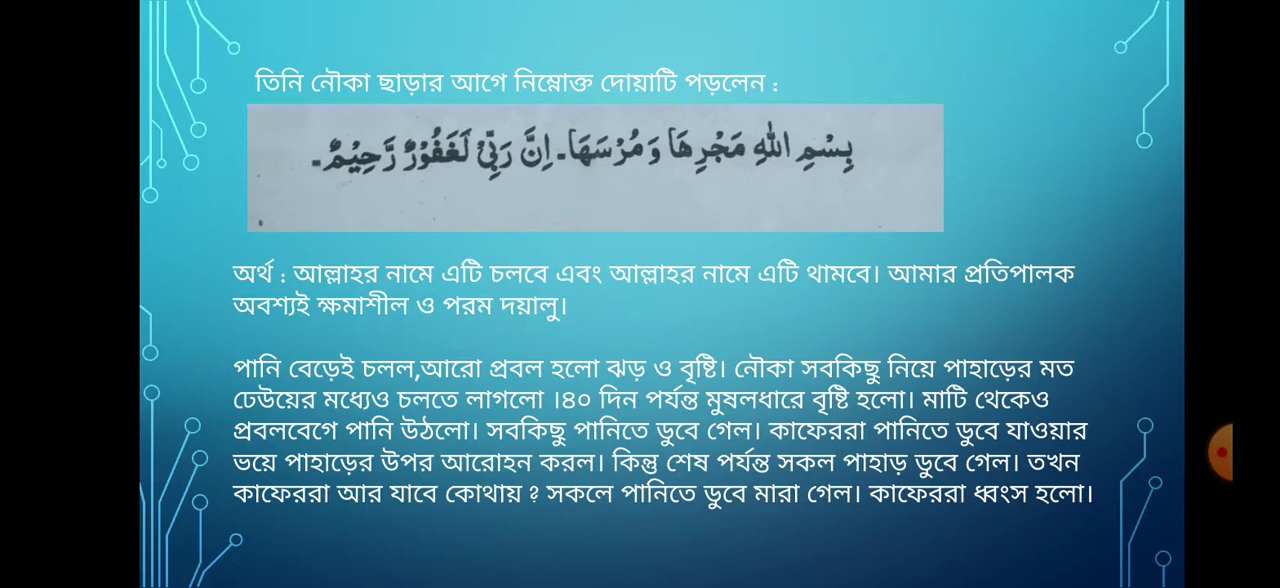 তিনি নৌকা ছাড়ার আগে নিম্নোক্ত দোয়াটি পড়লেন :
بِسْمِ اللهِ مَجْرِهَا وَ مُرْسَهَا۔ اِنَّ رَبِّىْ لَغَفُوْرٌ رَّحِيْمٌ۔
অর্থ : আল্লাহর নামে এটি চলবে এবং আল্লাহর নামে এটি থামবে। আমার প্রতিপালক
অবশ্যই ক্ষমাশীল ও পরম দয়ালু।
পানি বেড়েই চলল,আরো প্রবল হলো ঝড় ও বৃষ্টি। নৌকা সবকিছু নিয়ে পাহাড়ের মত
ঢেউয়ের মধ্যেও চলতে লাগলো ।৪০ দিন পর্যন্ত মুষলধারে বৃষ্টি হলো। মাটি থেকেও
প্রবলবেগে পানি উঠলো। সবকিছু পানিতে ডুবে গেল। কাফেররা পানিতে ডুবে যাওয়ার
ভয়ে পাহাড়ের উপর আরোহন করল। কিন্তু শেষ পর্যন্ত সকল পাহাড় ডুবে গেল। তখন
কাফেররা আর যাবে কোথায় ? সকলে পানিতে ডুবে মারা গেল। কাফেররা ধ্বংস হলো।